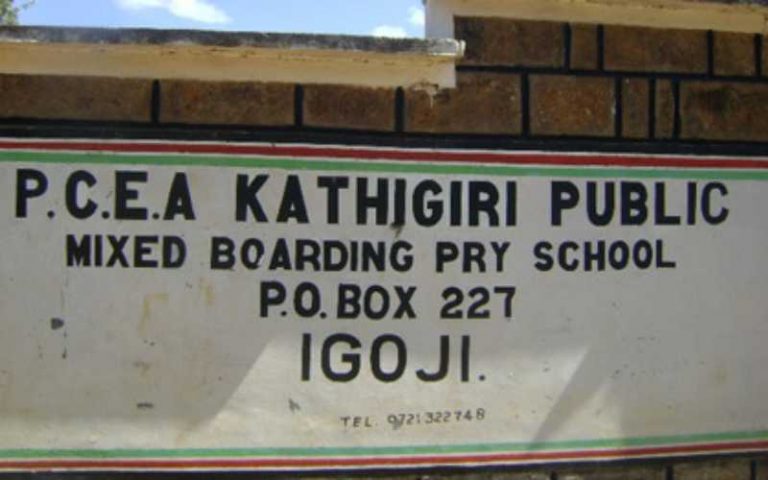 P.C.E.A KATHIGIRI PUBLIC
MIXED BOARDING PRY SCHOOL
P.O. BOX 227
IGOJI.
TEL. 0721322748